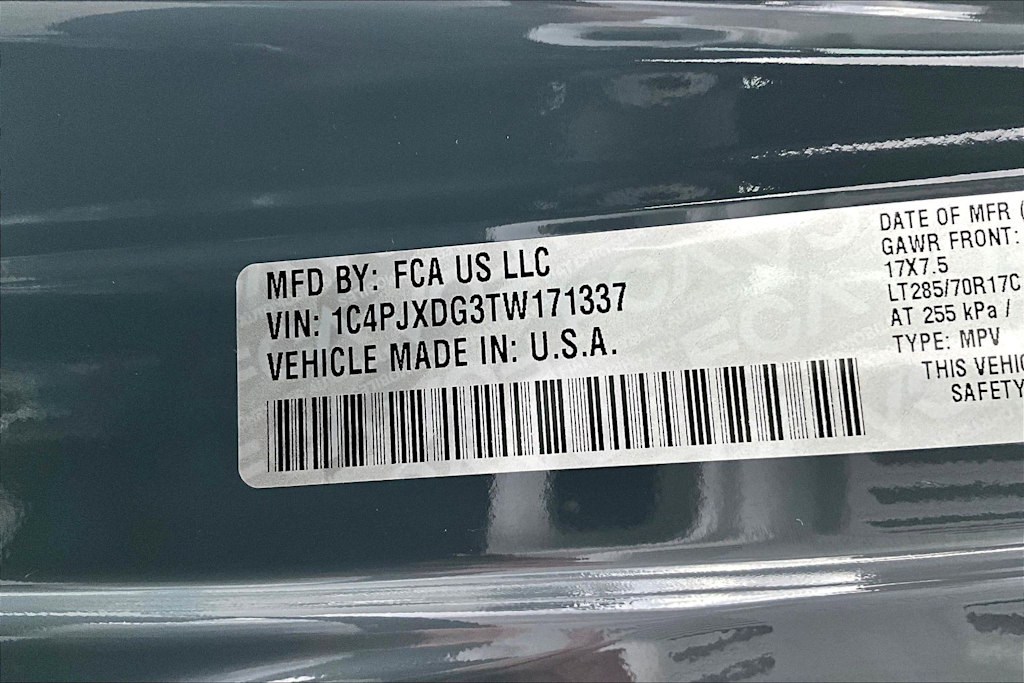 MFD BY: FCA US LLC
VIN: 1C4PJXDG3TW171337
VEHICLE MADE IN: U.S.A.
DATE OF MFR (
GAWR FRONT:
17X7.5
LT285/70R17C
AT 255 kPa /
TYPE: MPV
THIS VEHIC
SAFETY